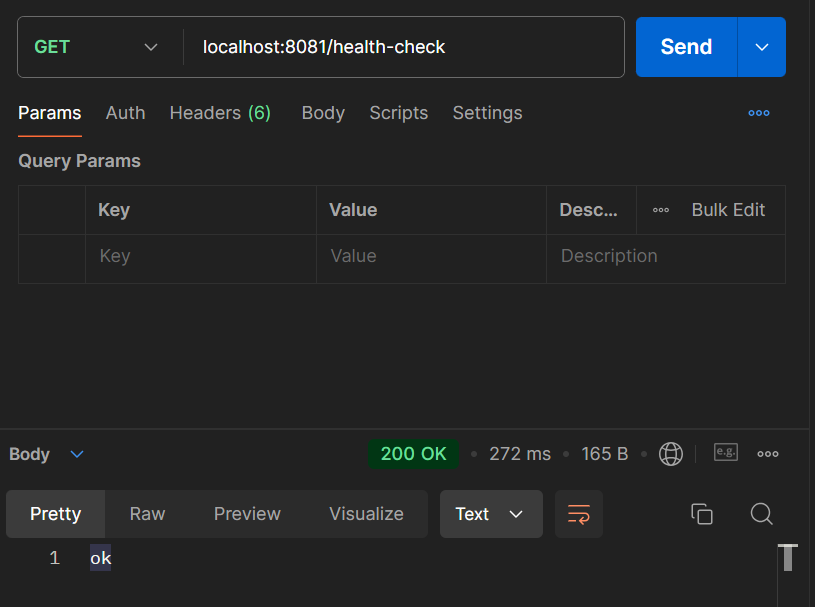 GET localhost:8081/health-check Send
Params Auth Headers (6) Body Scripts Settings
Query Params
Key Value Desc... Bulk Edit
Key Value Description
Body 200 OK 272 ms 165 B e.g.
Pretty Raw Preview Visualize Text
1 ok